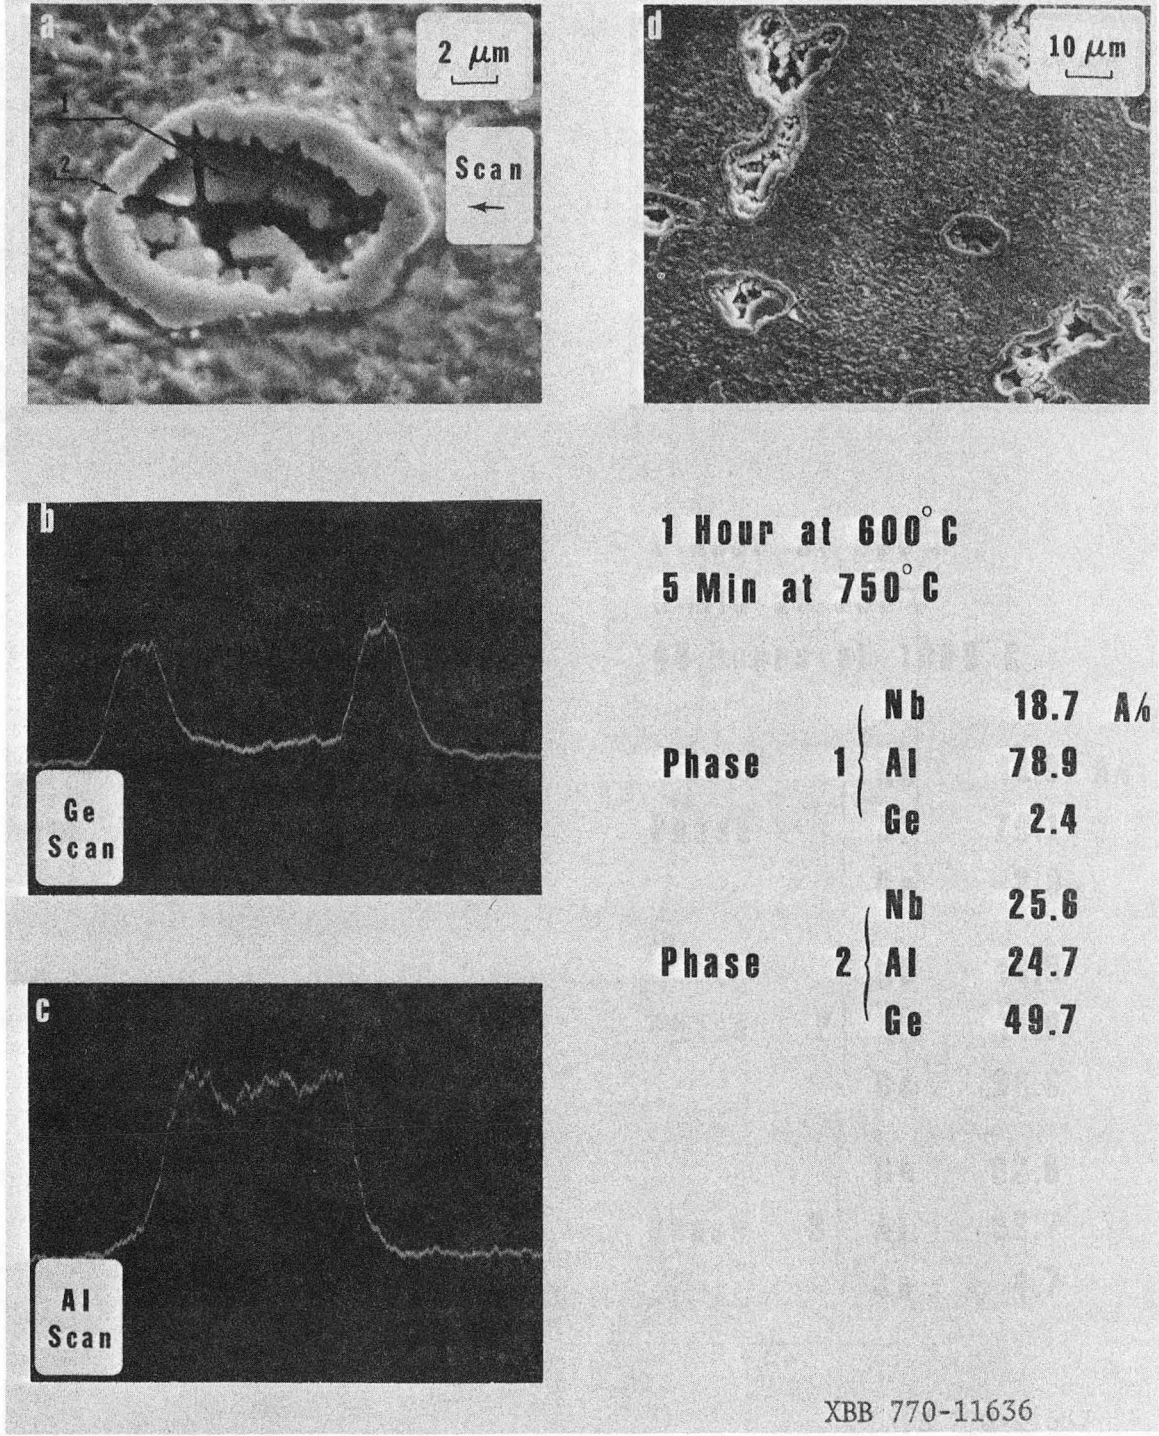 a
2 μm
1
2
Scan
d
10 μm
b
Ge
Scan
c
Al
Scan
1 Hour at 600°C
5 Min at 750°C
Nb 18.7 A/o
Phase 1 { Al 78.9
Ge 2.4
Nb 25.6
Phase 2 { Al 24.7
Ge 49.7
XBB 770-11636